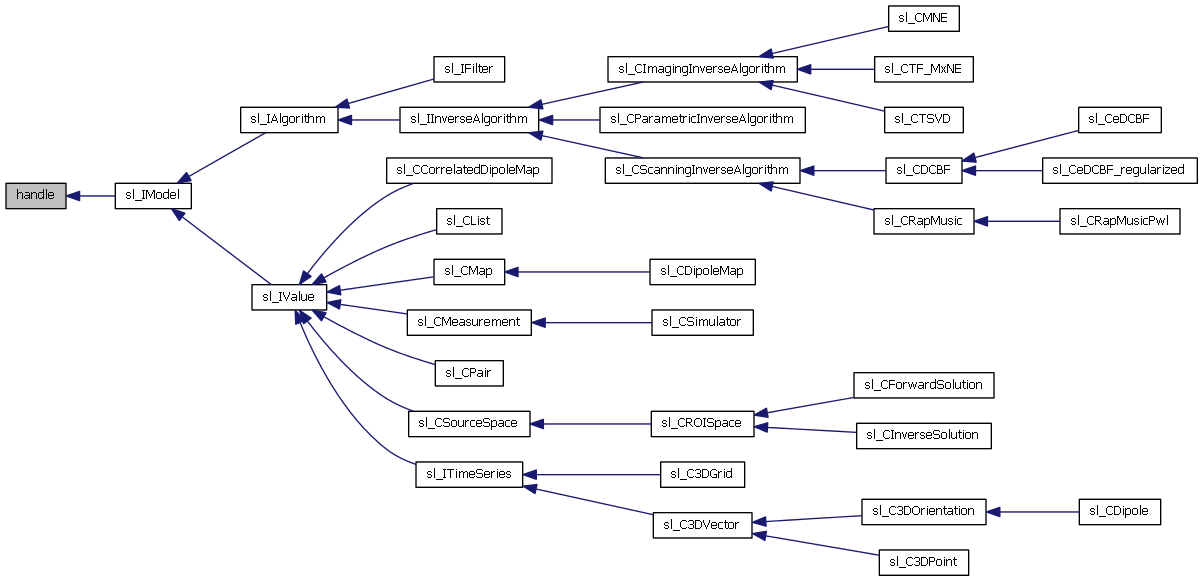 sl_CMNE
sl_IFilter
sl_CImagingInverseAlgorithm
sl_CTF_MxNE
sl_IAlgorithm
sl_IInverseAlgorithm
sl_CParametricInverseAlgorithm
sl_CTSVD
sl_CeDCBF
sl_CCorrelatedDipoleMap
sl_CScanningInverseAlgorithm
sl_CDCBF
sl_CeDCBF_regularized
handle
sl_IModel
sl_CList
sl_CRapMusic
sl_CRapMusicPwl
sl_CMap
sl_CDipoleMap
sl_IValue
sl_CMeasurement
sl_CSimulator
sl_CPair
sl_CForwardSolution
sl_CSourceSpace
sl_CROISpace
sl_CInverseSolution
sl_ITimeSeries
sl_C3DGrid
sl_C3DVector
sl_C3DOrientation
sl_CDipole
sl_C3DPoint